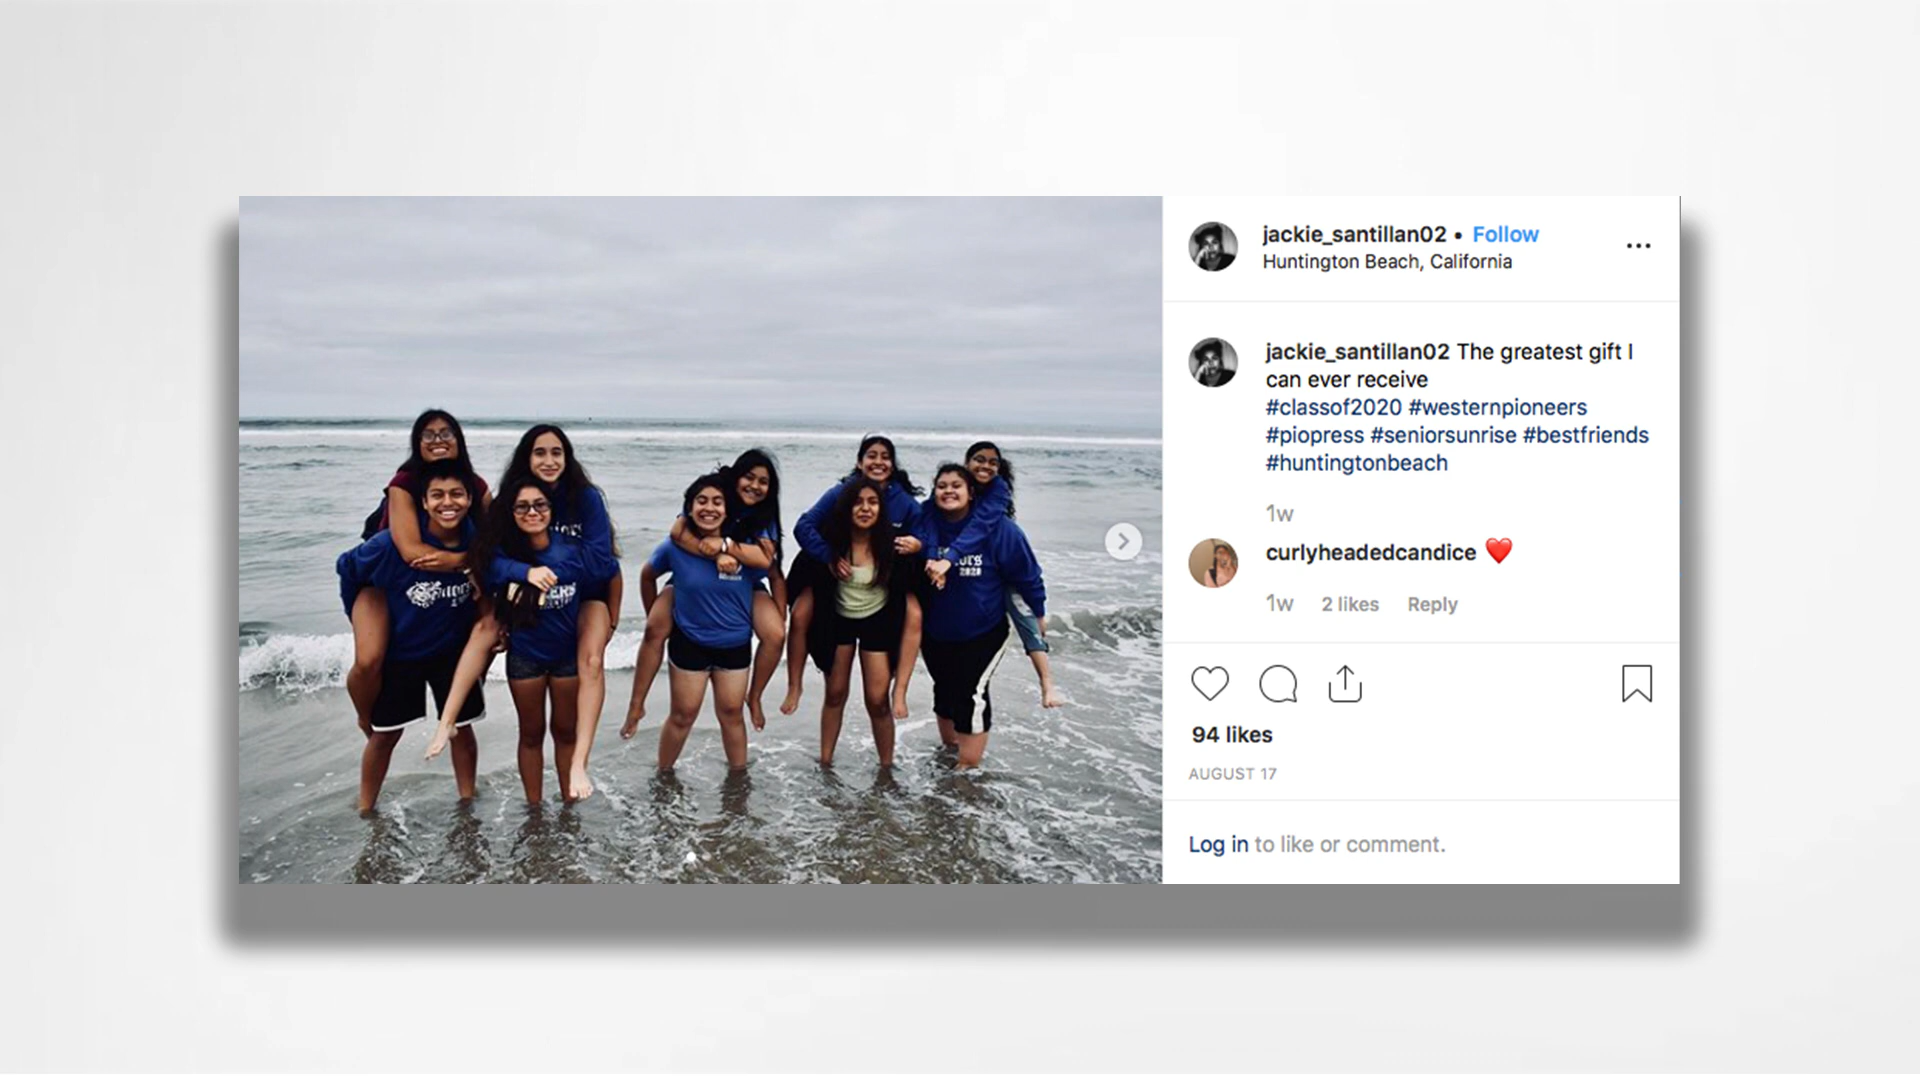 jackie_santillan02 • Follow
Huntington Beach, California
jackie_santillan02 The greatest gift I
can ever receive
#classof2020 #westernpioneers
#piopress #seniorsunrise #bestfriends
#huntingtonbeach
1w
curlyheadedcandice ❤️
1w 2 likes Reply
94 likes
AUGUST 17
Log in to like or comment.
2020